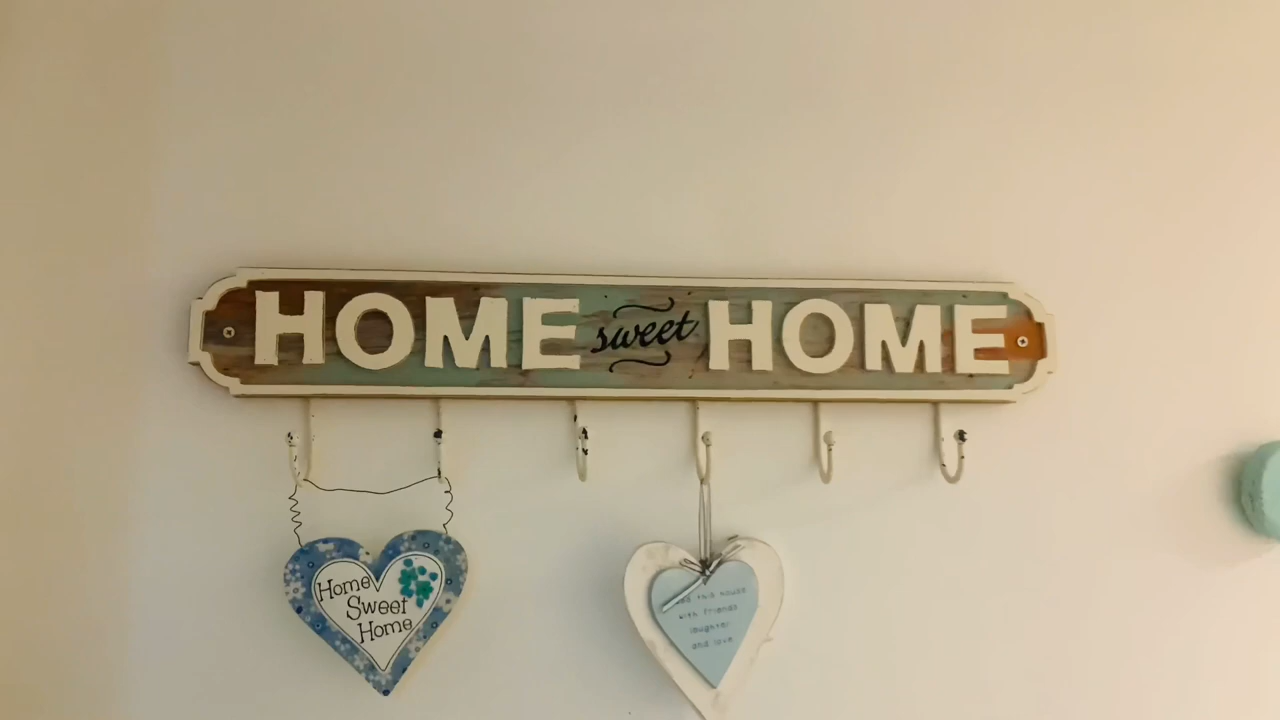 HOME sweet HOME
Home
Sweet
Home
this house
with friends
laughter
and love